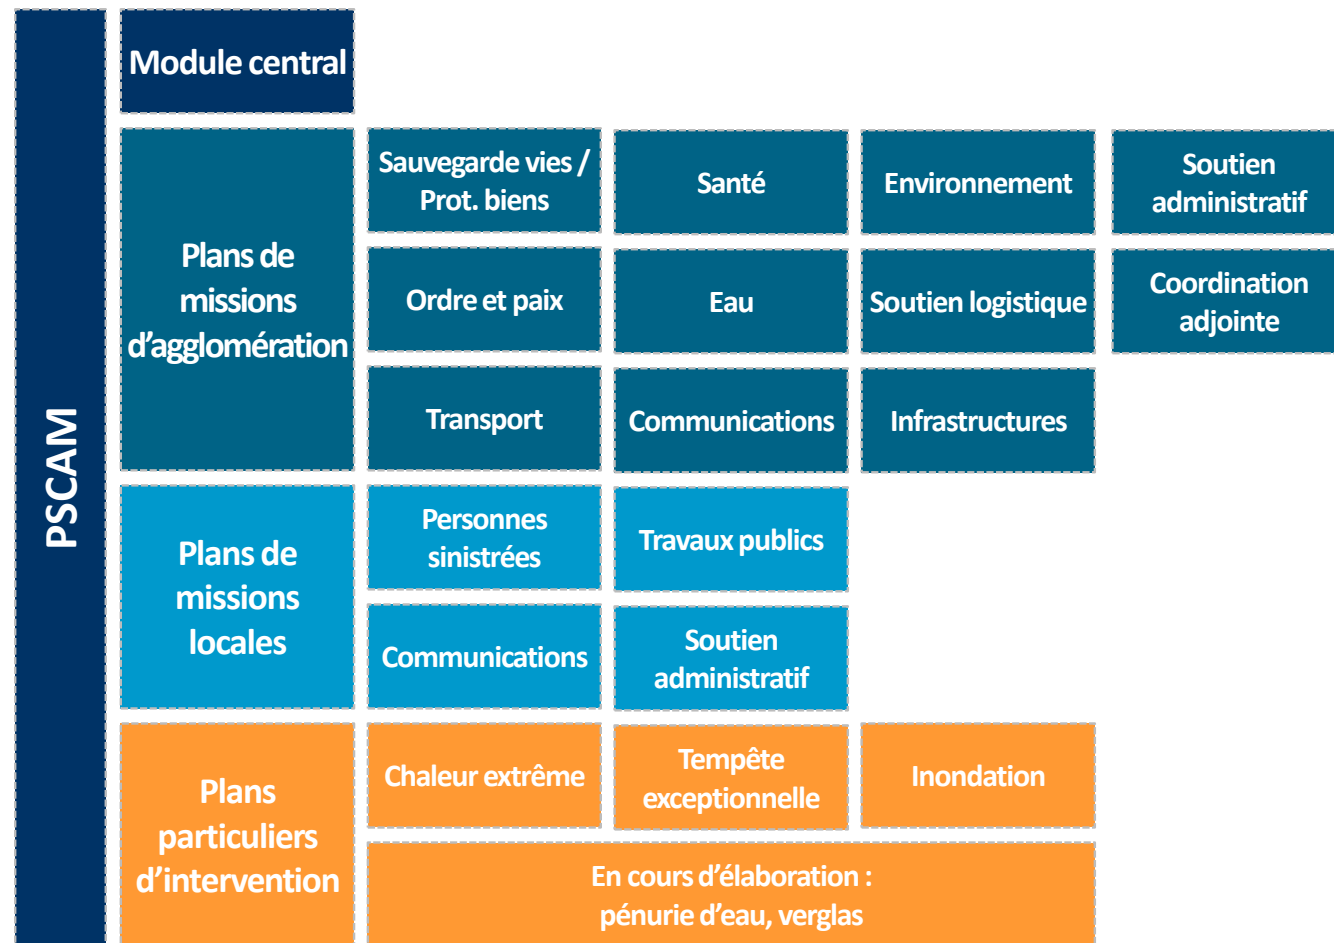 PSCAM
Module central
Plans de
missions
d’agglomération
Sauvegarde vies /
Prot. biens
Santé
Environnement
Soutien
administratif
Ordre et paix
Eau
Soutien logistique
Coordination
adjointe
Transport
Communications
Infrastructures
Plans de
missions
locales
Personnes
sinistrées
Travaux publics
Communications
Soutien
administratif
Plans
particuliers
d’intervention
Chaleur extrême
Tempête
exceptionnelle
Inondation
En cours d’élaboration :
pénurie d’eau, verglas